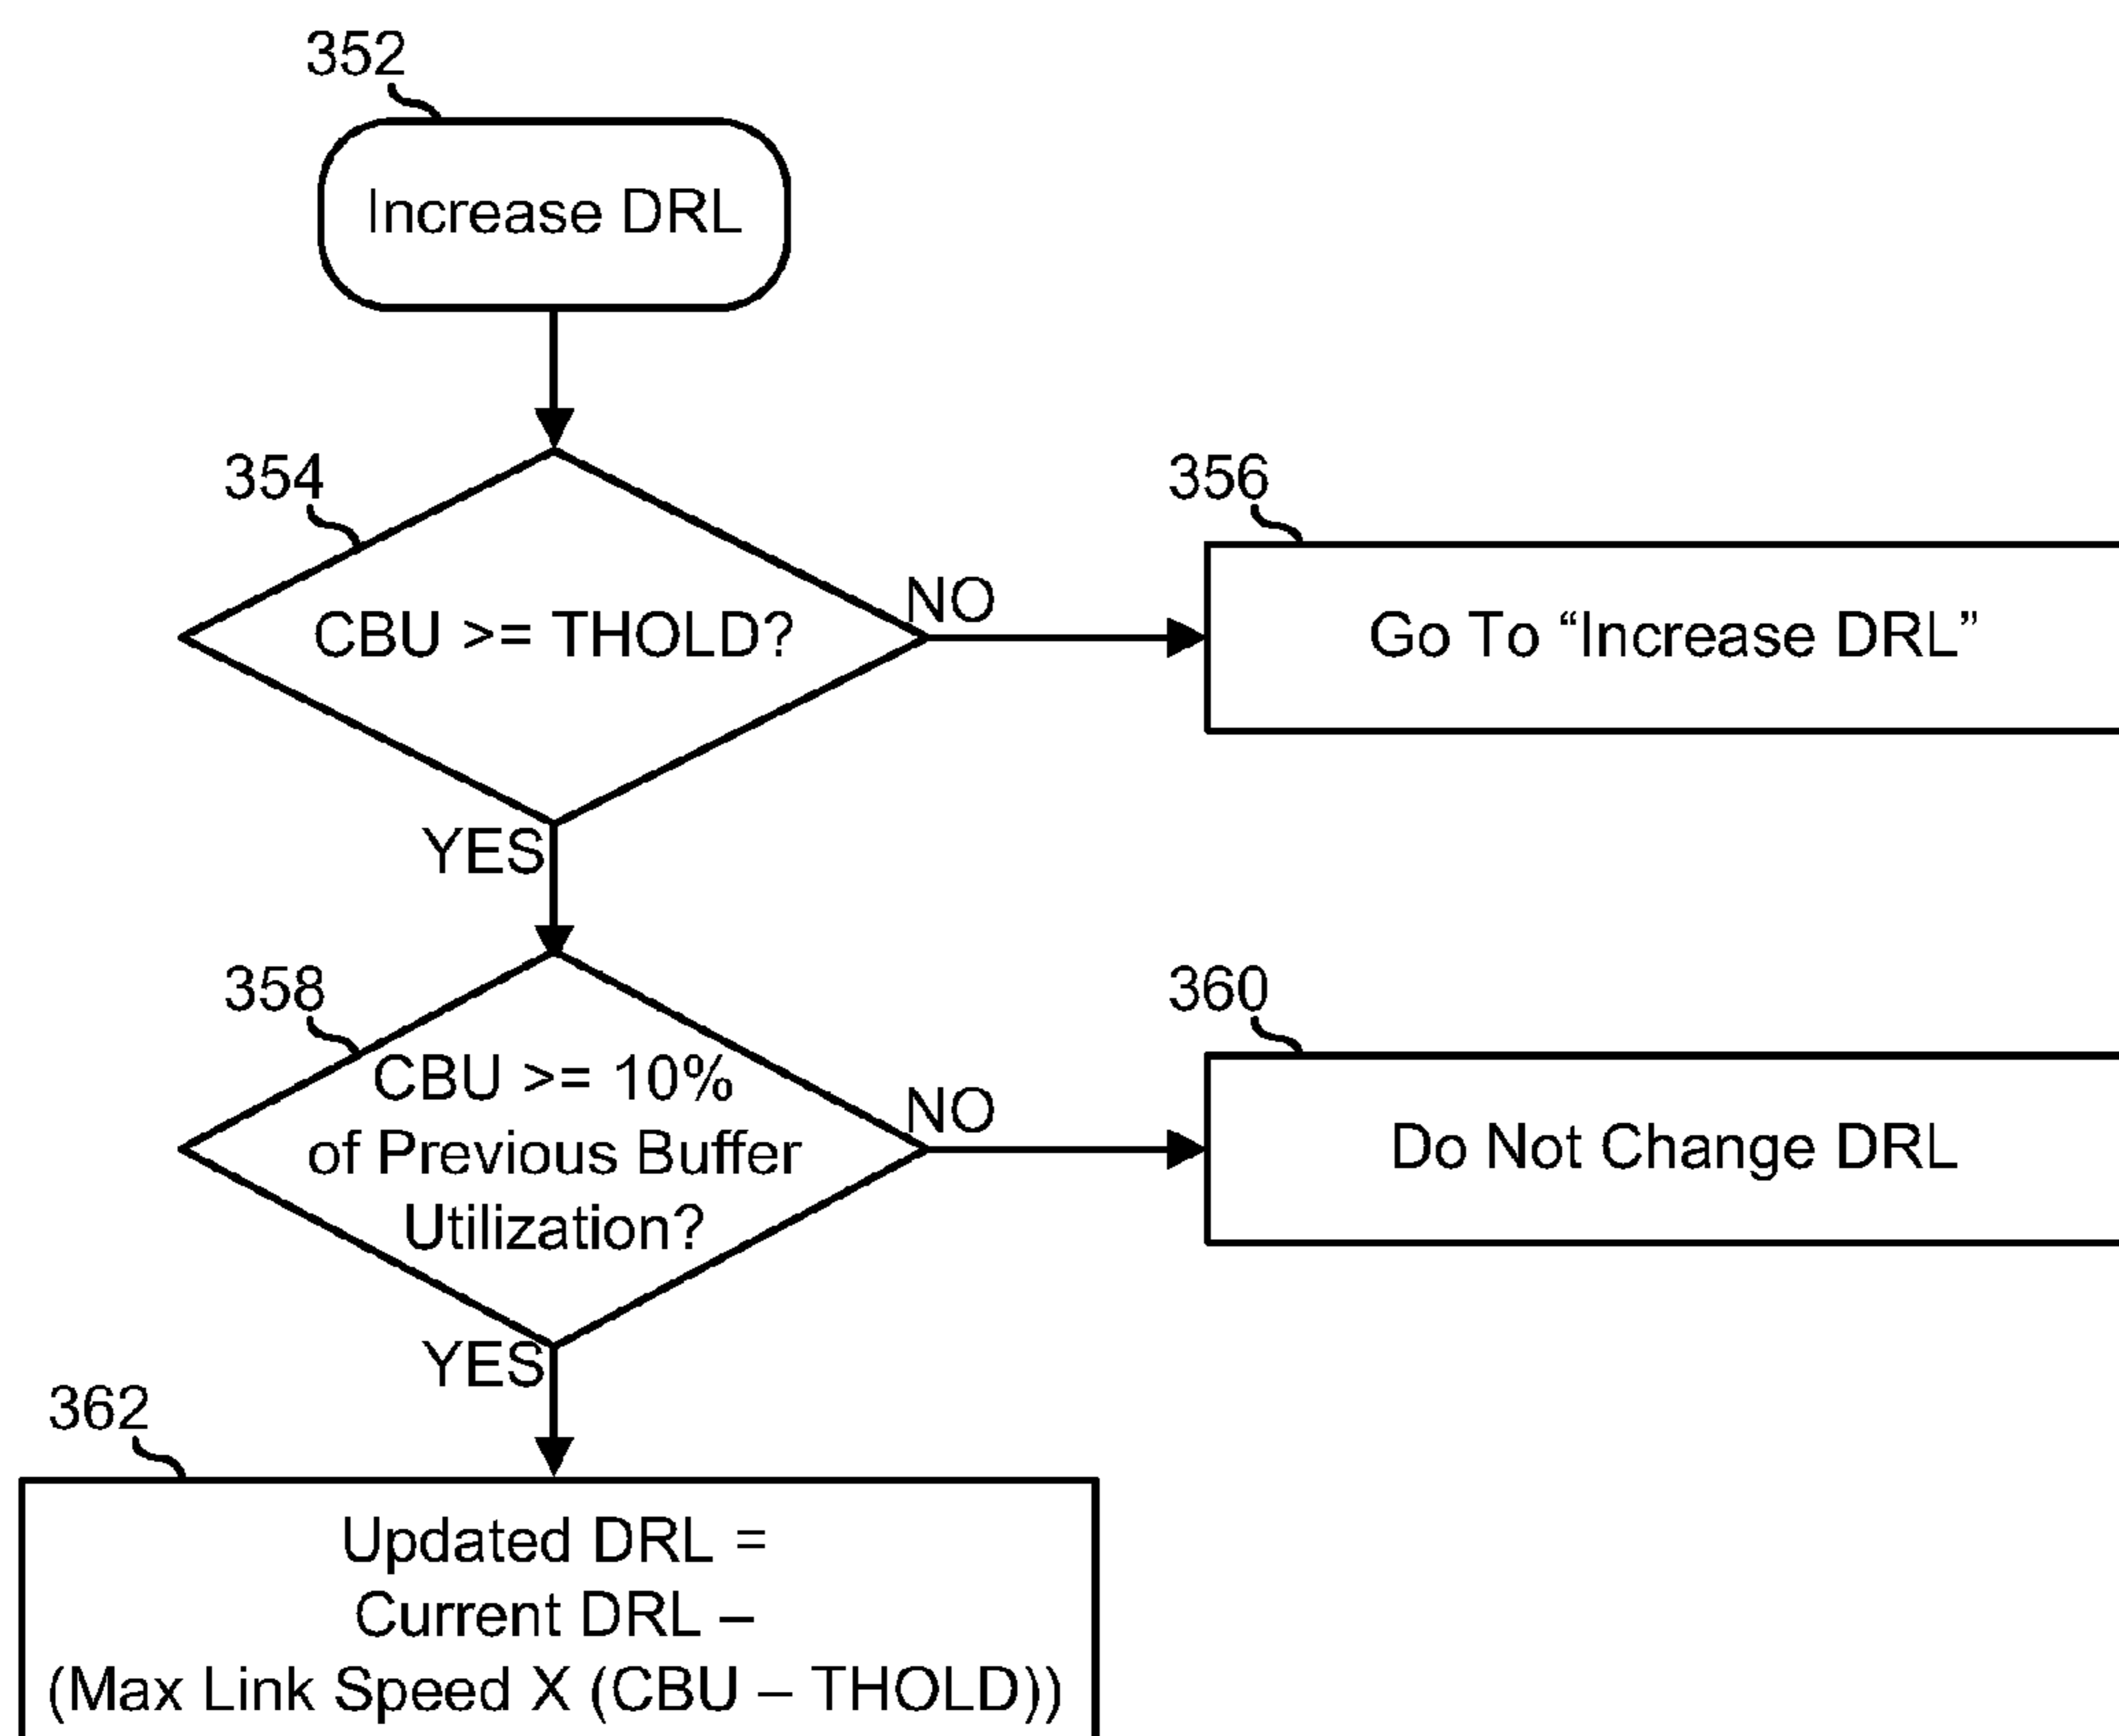 352
Increase DRL
354
CBU >= THOLD?
NO
356
Go To “Increase DRL”
YES
358
CBU >= 10%
of Previous Buffer
Utilization?
NO
360
Do Not Change DRL
YES
362
Updated DRL =
Current DRL –
(Max Link Speed X (CBU – THOLD))